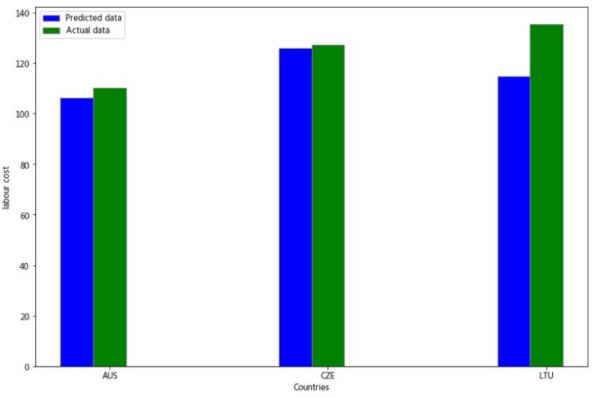 140
120
100
80
60
40
20
0
labour cost
Predicted data
Actual data
AUS
CZE
LTU
Countries